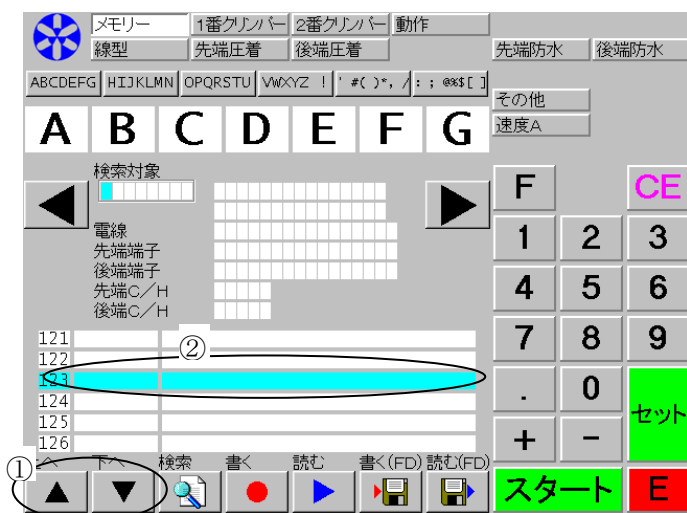 メモリー 1番クリンパー 2番クリンパー 動作
線型 先端圧着 後端圧着 先端防水 後端防水
ABCDEFG HIJKLMN OPQRSTU VWXYZ ! ' #( )*, / : ; @%$[ ]
その他
A B C D E F G 速度A
検索対象
F CE
電線
1 2 3
先端端子
後端端子
先端C/H
4 5 6
後端C/H
7 8 9
121
②
122
123
. 0 セット
124
125
+ -
126
① 下へ 検索 書く 読む 書く(FD) 読む(FD)
スタート E